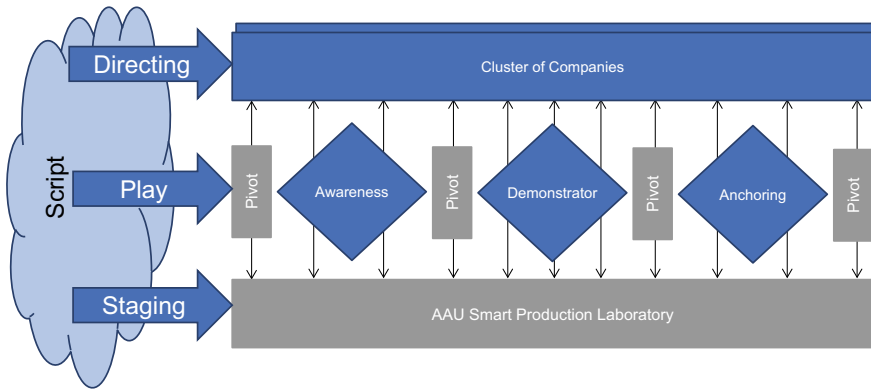 Directing
Cluster of Companies
Script
Play
Pivot
Awareness
Pivot
Demonstrator
Pivot
Anchoring
Pivot
Staging
AAU Smart Production Laboratory